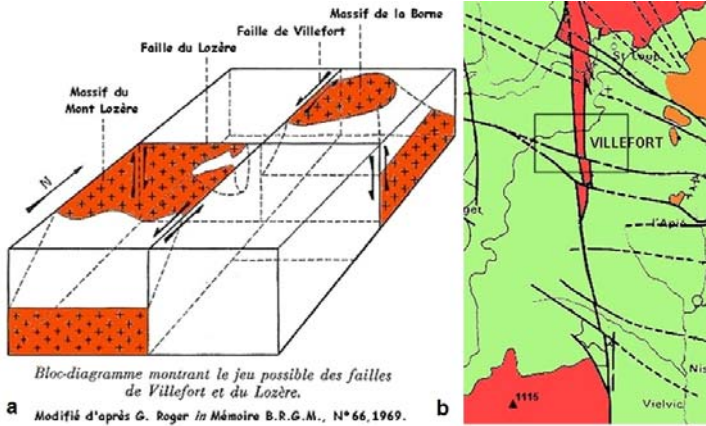 Massif de la Borne
Faille de Villefort
Faille du Lozère
Massif du
Mont Lozère
N
Bloc-diagramme montrant le jeu possible des failles
de Villefort et du Lozère.
a Modifié d'après G. Roger in Mémoire B.R.G.M., N°66,1969.
St Loup
VILLEFORT
l'Apié
1115
Vielvic
b